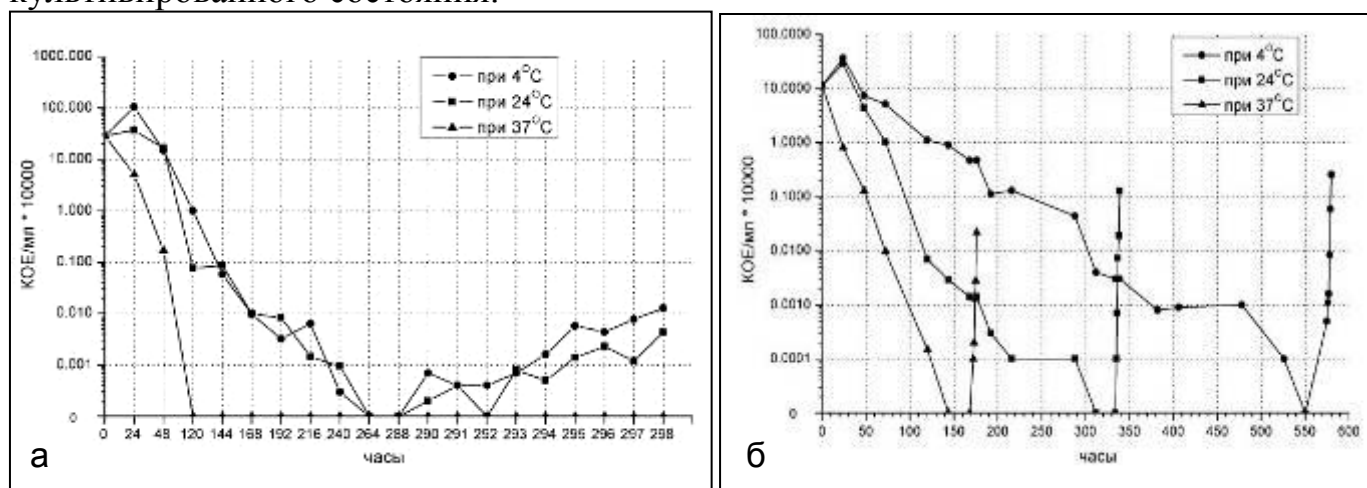 культивированного состояния.
1000.000
100.000
10.000
1.000
0.100
0.010
0.001
0
КОЕ/мл * 10000
при 4°С
при 24°С
при 37°С
0 24 48 120 144 168 192 216 240 264 288 290 291 252 293 294 295 296 297 298
часы
а
100.0000
10.0000
1.0000
0.1000
0.0100
0.0010
0.0001
0
КОЕ/мл * 10000
при 4°С
при 24°С
при 37°С
0 50 100 150 200 250 300 350 400 450 500 550 600
часы
б